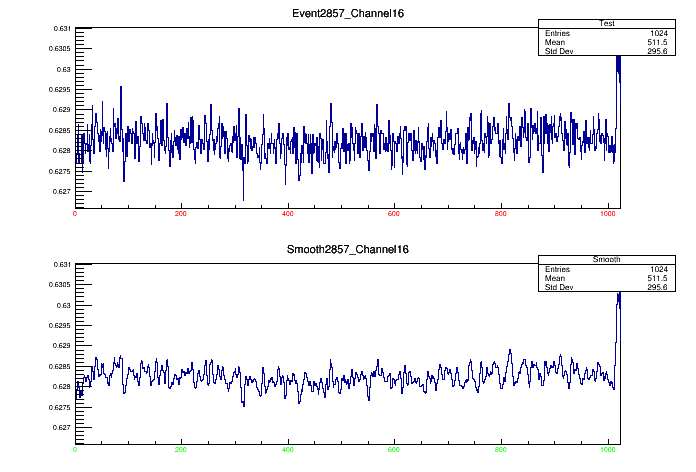 Event2857_Channel16
Test
Entries 1024
Mean 511.5
Std Dev 295.6
0.631
0.6305
0.63
0.6295
0.629
0.6285
0.628
0.6275
0.627
0 200 400 600 800 1000
Smooth2857_Channel16
Smooth
Entries 1024
Mean 511.5
Std Dev 295.6
0.631
0.6305
0.63
0.6295
0.629
0.6285
0.628
0.6275
0.627
0 200 400 600 800 1000